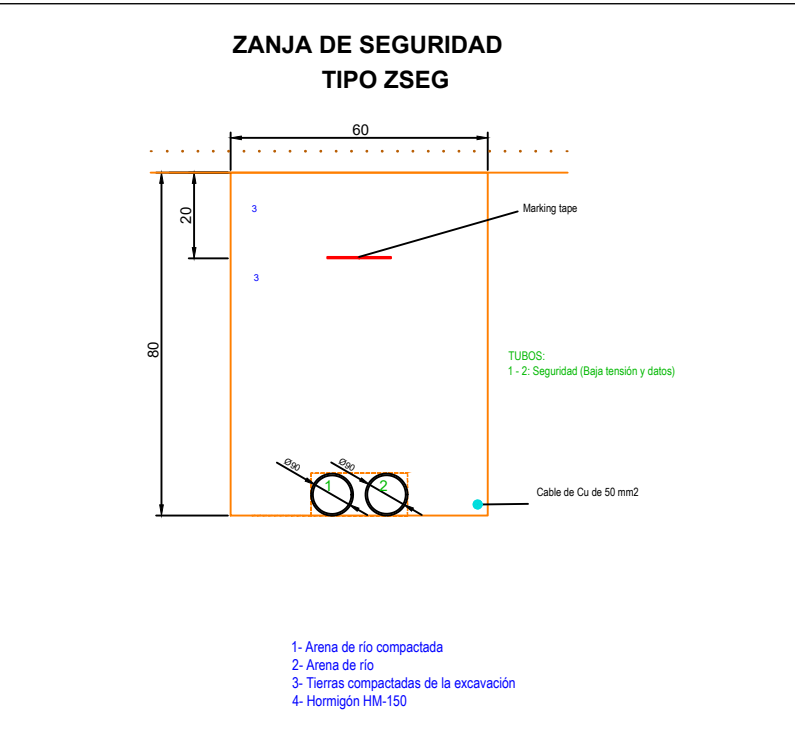 ZANJA DE SEGURIDAD
TIPO ZSEG
60
3
20
Marking tape
3
80
TUBOS:
1 - 2: Seguridad (Baja tensión y datos)
Ø90
Ø90
1
2
Cable de Cu de 50 mm2
1- Arena de río compactada
2- Arena de río
3- Tierras compactadas de la excavación
4- Hormigón HM-150